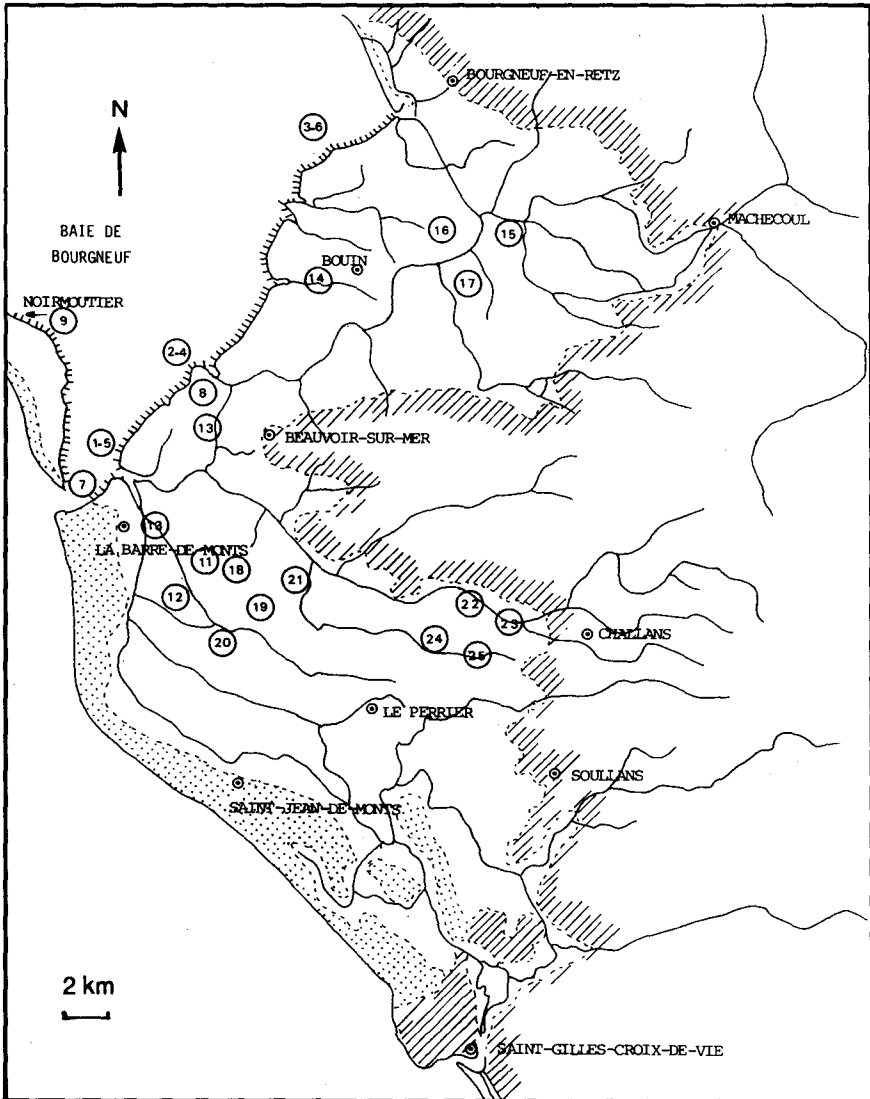 BOURGNEUF-EN-RETZ
N
3-6
MACHECOUL
BAIE DE
BOURGNEUF
16
15
BOUIN
14
17
NOIRMOUTIER
9
2-4
8
13
BEAUVOIR-SUR-MER
1-5
7
13
LA BARRE-DE-MONTS
11
18
21
12
19
22
23
20
24
25
CHALLANS
LE PERRIER
SOULLANS
SAINT-JEAN-DE-MONTS
2 km
SAINT-GILLES-CROIX-DE-VIE